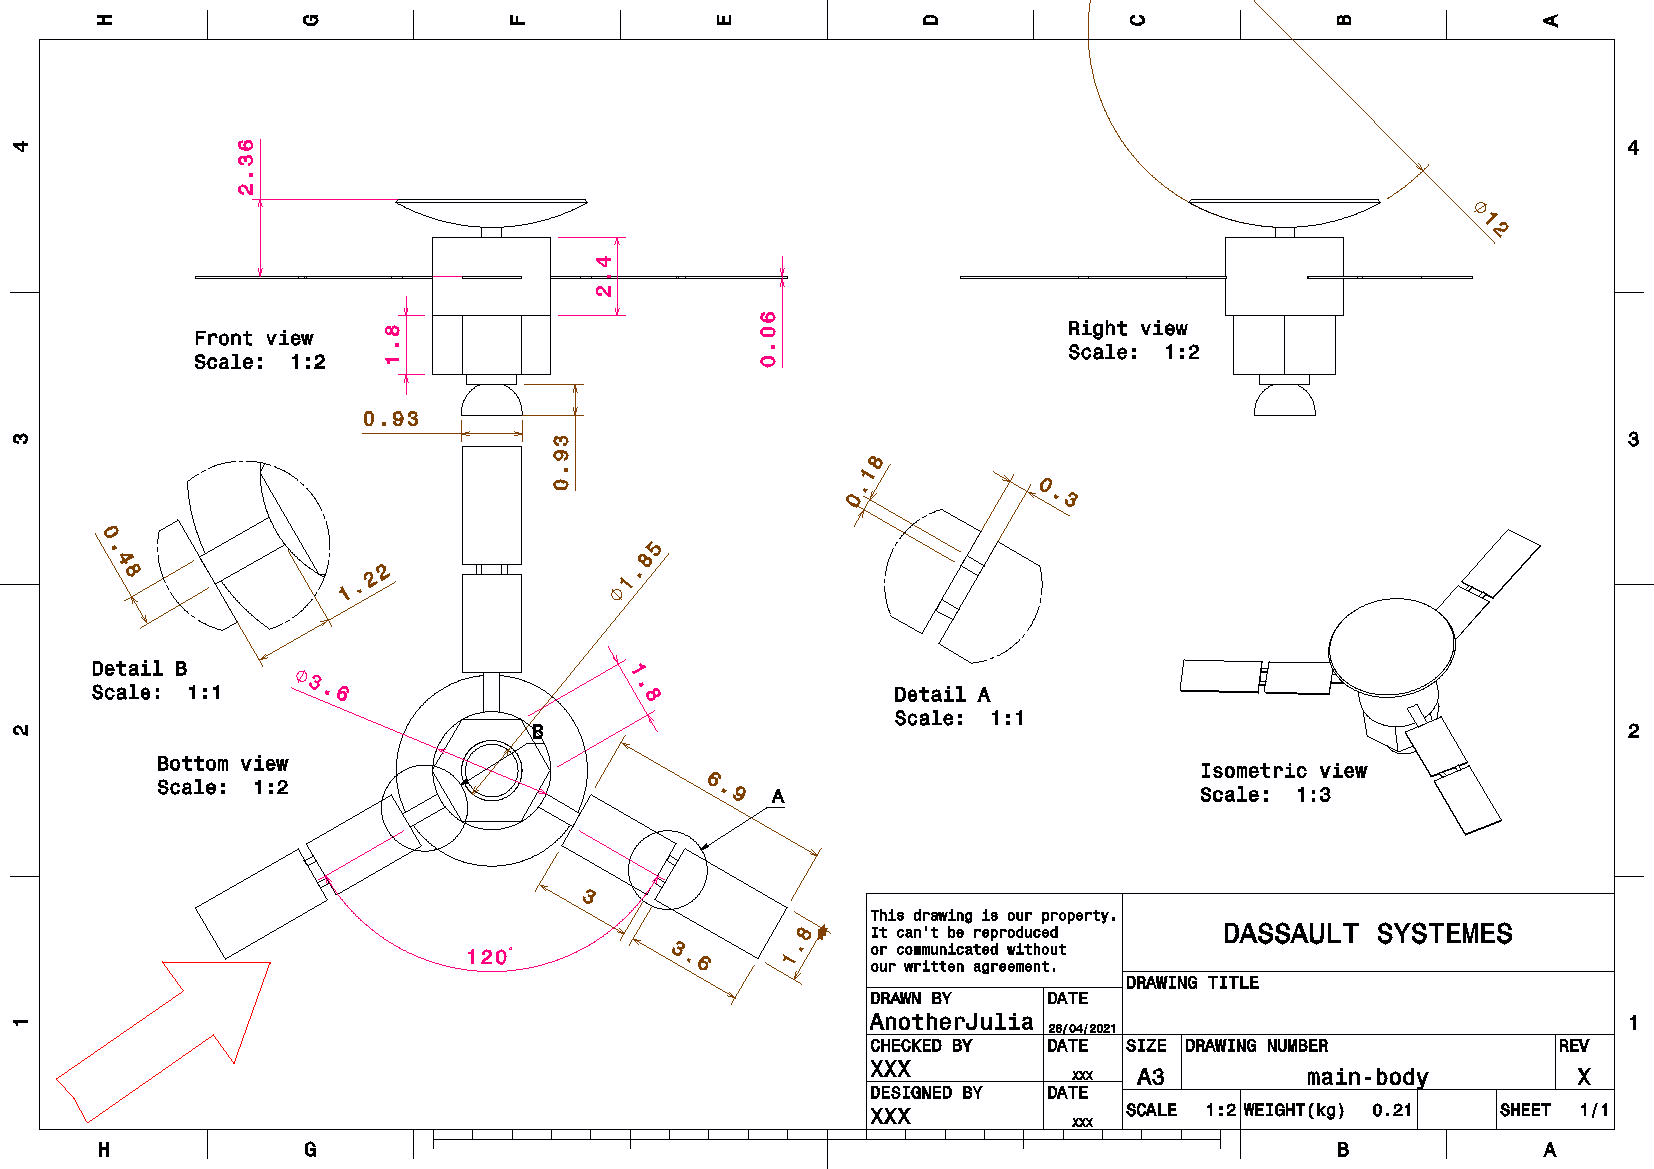 H G F E D C B A
4
4
2.36
Ø12
2.4
1.8
0.06
Front view
Scale: 1:2
Right view
Scale: 1:2
0.93
0.93
3
3
0.18
0.3
0.48
1.22
Ø1.85
Detail B
Scale: 1:1
Ø3.6
1.8
Detail A
Scale: 1:1
2
2
B
Bottom view
Scale: 1:2
Isometric view
Scale: 1:3
6.9
A
3
3.6
1.8
120°
This drawing is our property.
It can't be reproduced
or communicated without
our written agreement.
DASSAULT SYSTEMES
DRAWING TITLE
DRAWN BY DATE
AnotherJulia 26/04/2021
1
1
CHECKED BY DATE
XXX XXX
SIZE DRAWING NUMBER REV
A3 main-body X
DESIGNED BY DATE
XXX XXX
SCALE 1:2 WEIGHT(kg) 0.21 SHEET 1/1
H G B A